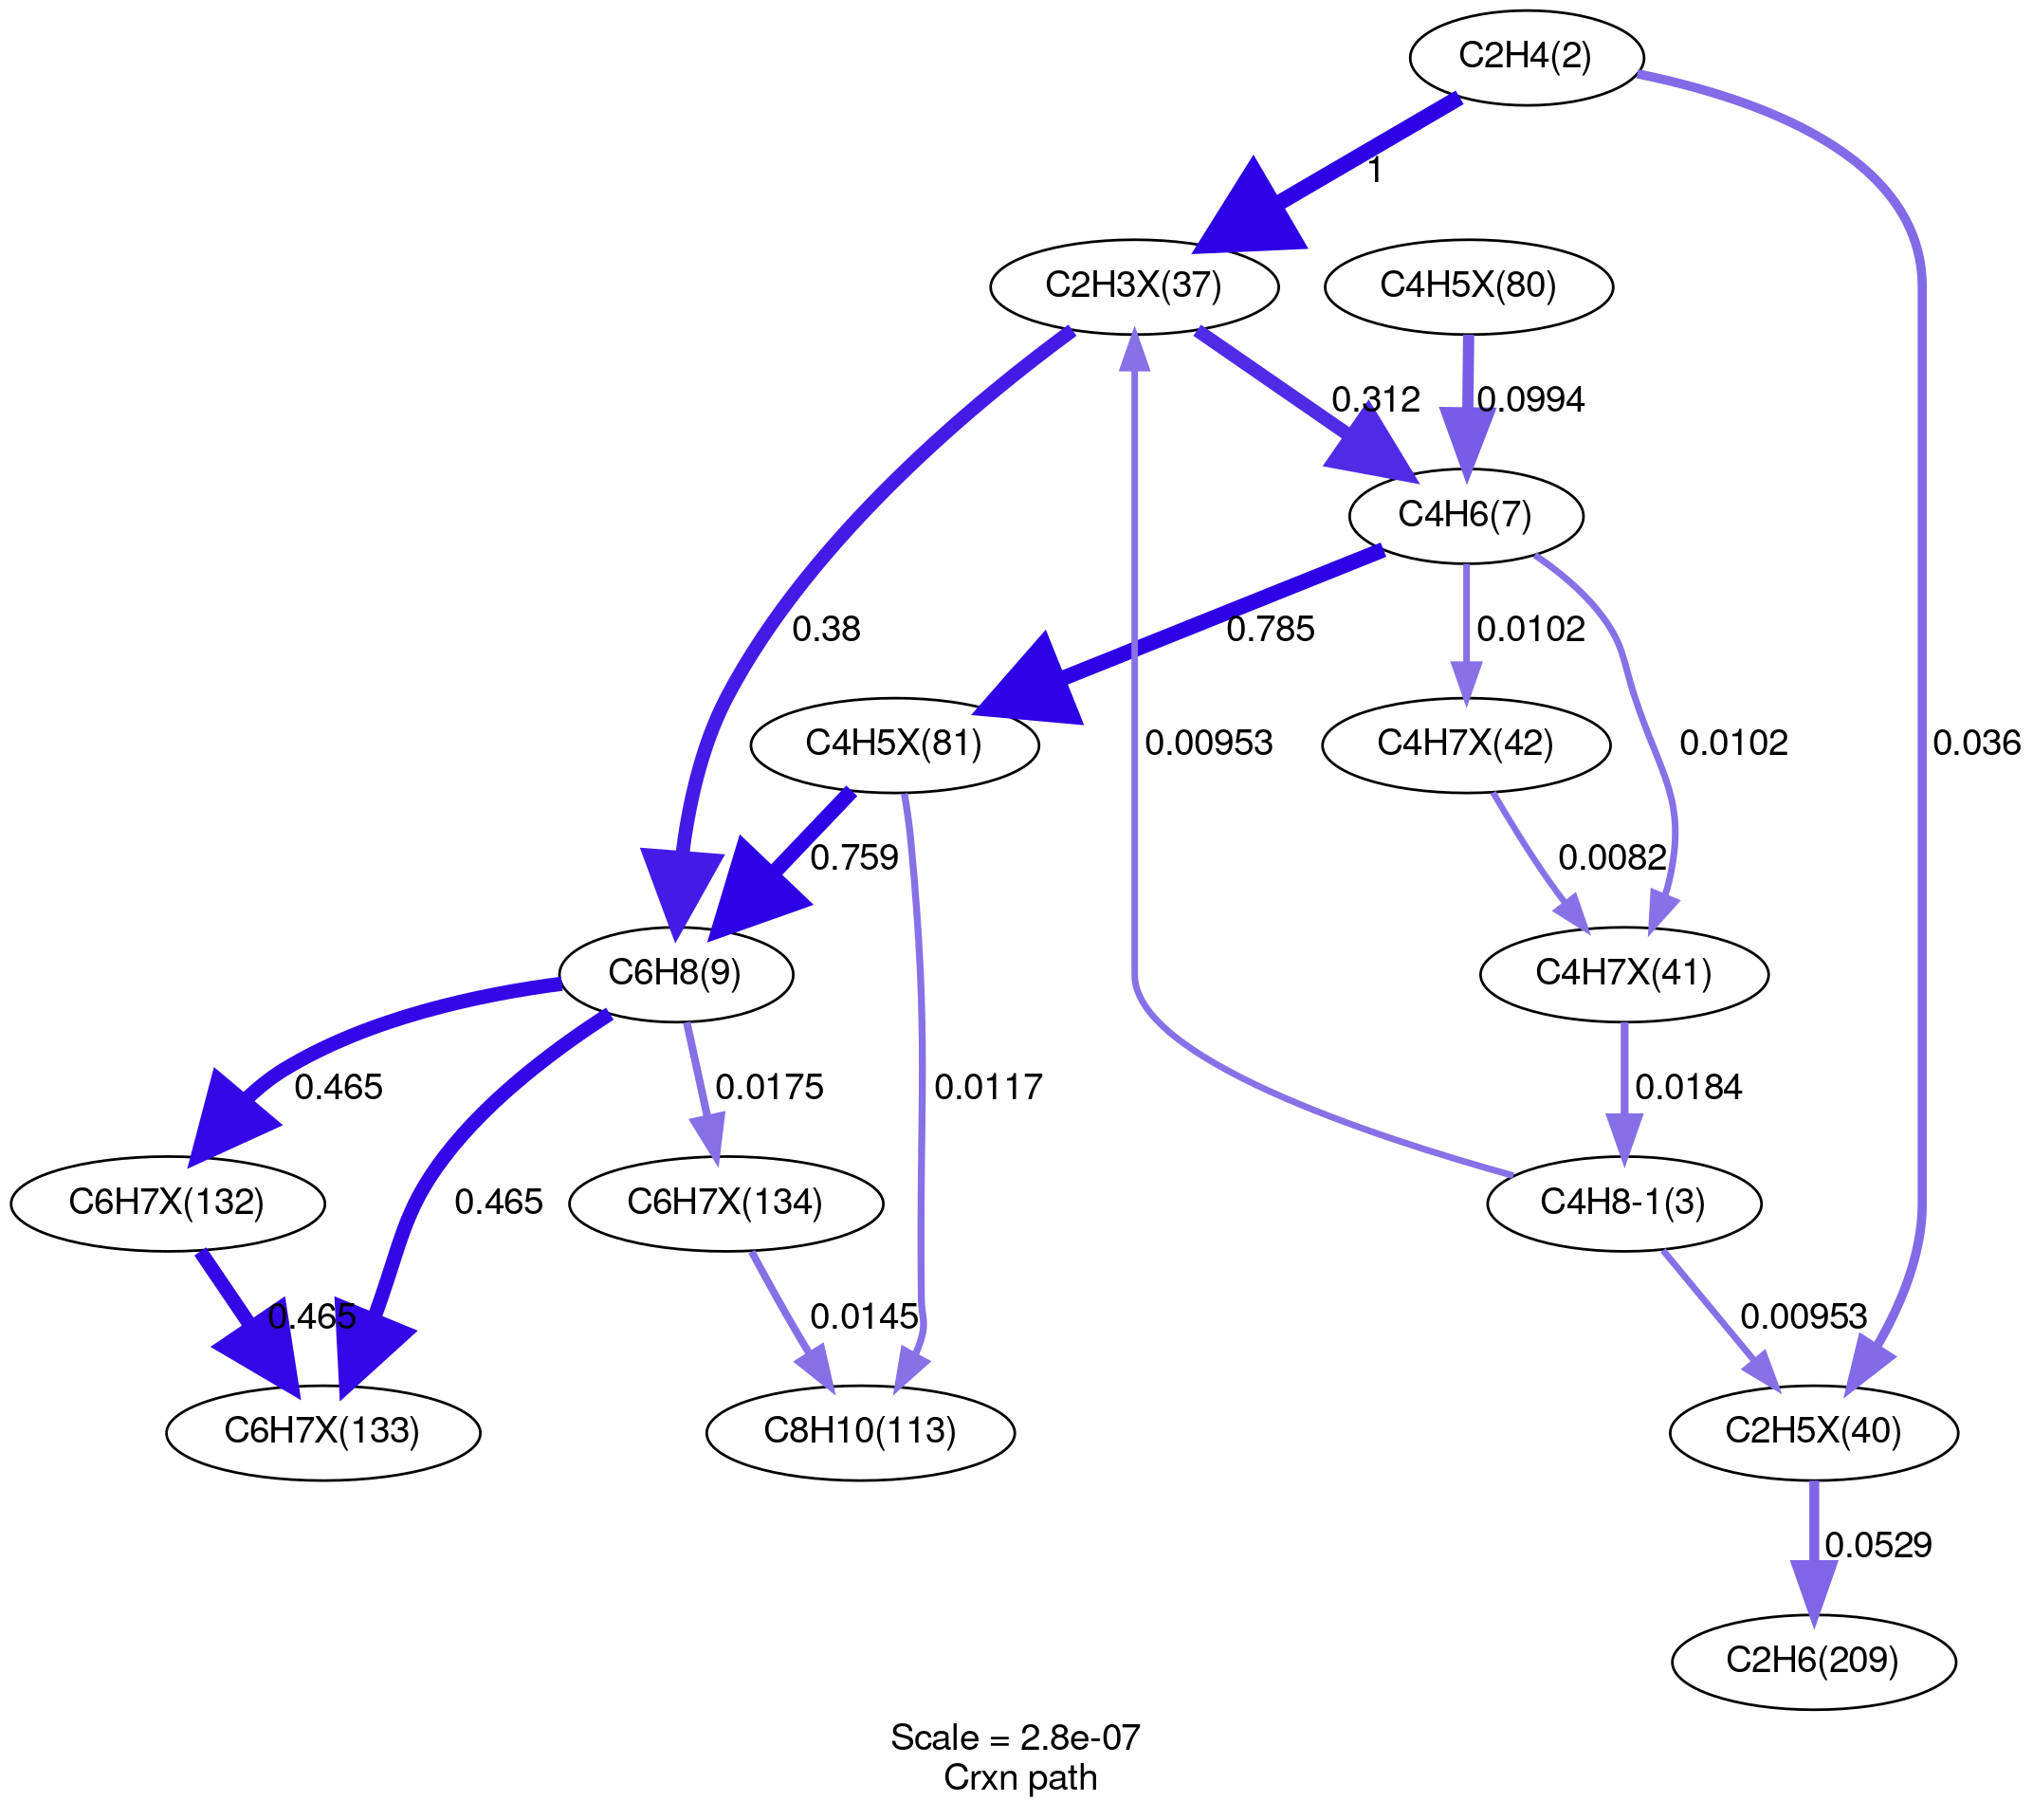 C2H4(2)
1
C2H3X(37)
C4H5X(80)
0.312
0.0994
C4H6(7)
0.38
0.785
0.0102
C4H5X(81)
0.00953
C4H7X(42)
0.0102
0.036
0.759
0.0082
C6H8(9)
C4H7X(41)
0.465
0.0175
0.0117
0.0184
C6H7X(132)
0.465
C6H7X(134)
C4H8-1(3)
0.465
0.0145
0.00953
C6H7X(133)
C8H10(113)
C2H5X(40)
0.0529
C2H6(209)
Scale = 2.8e-07
Crxn path